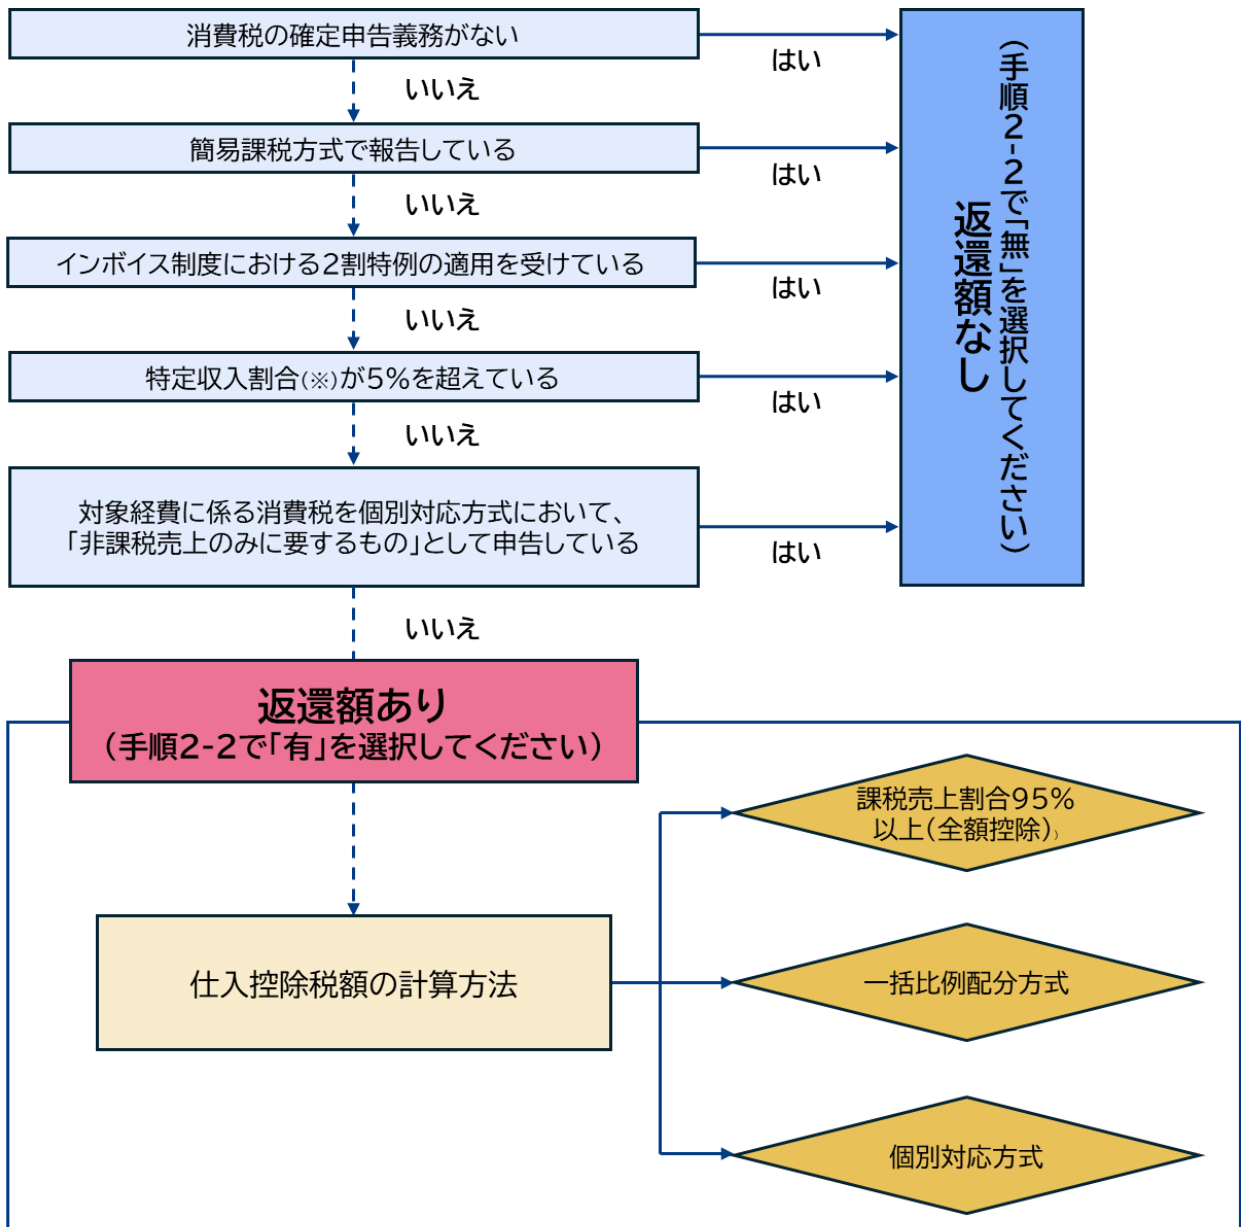 消費税の確定申告義務がない
はい
いいえ
簡易課税方式で報告している
はい
いいえ
インボイス制度における2割特例の適用を受けている
はい
いいえ
特定収入割合(※)が5%を超えている
はい
いいえ
対象経費に係る消費税を個別対応方式において、
「非課税売上のみに要するもの」として申告している
はい
いいえ
(手順2-2で「無」を選択してください)
返還額なし
返還額あり
(手順2-2で「有」を選択してください)
仕入控除税額の計算方法
課税売上割合95%
以上(全額控除))
一括比例配分方式
個別対応方式